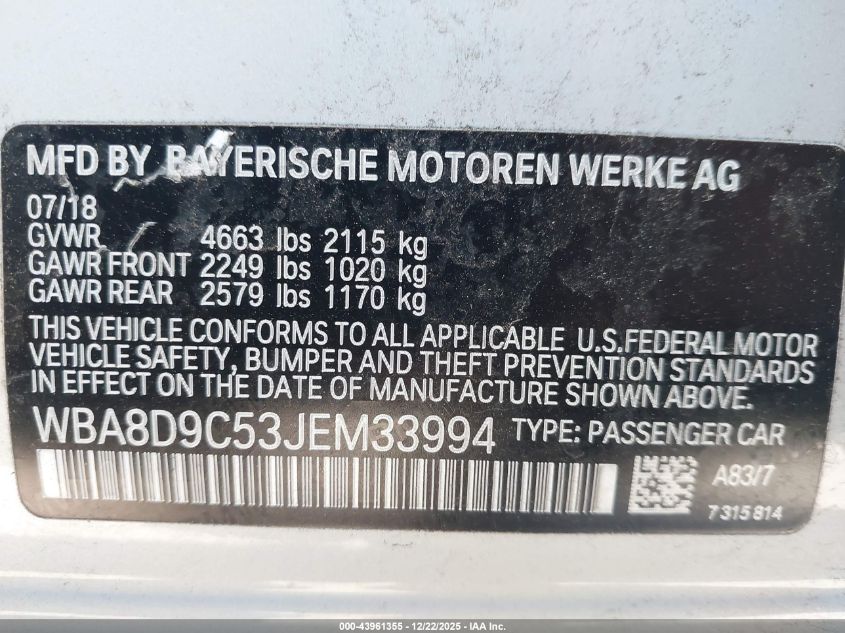 MFD BY BAYERISCHE MOTOREN WERKE AG
07/18
GVWR 4663 lbs 2115 kg
GAWR FRONT 2249 lbs 1020 kg
GAWR REAR 2579 lbs 1170 kg
THIS VEHICLE CONFORMS TO ALL APPLICABLE U.S.FEDERAL MOTOR
VEHICLE SAFETY, BUMPER AND THEFT PREVENTION STANDARDS
IN EFFECT ON THE DATE OF MANUFACTURE SHOWN ABOVE.
WBA8D9C53JEM33994 TYPE: PASSENGER CAR
A83/7
7 315 814
000-43961355 - 12/22/2025 - IAA Inc.